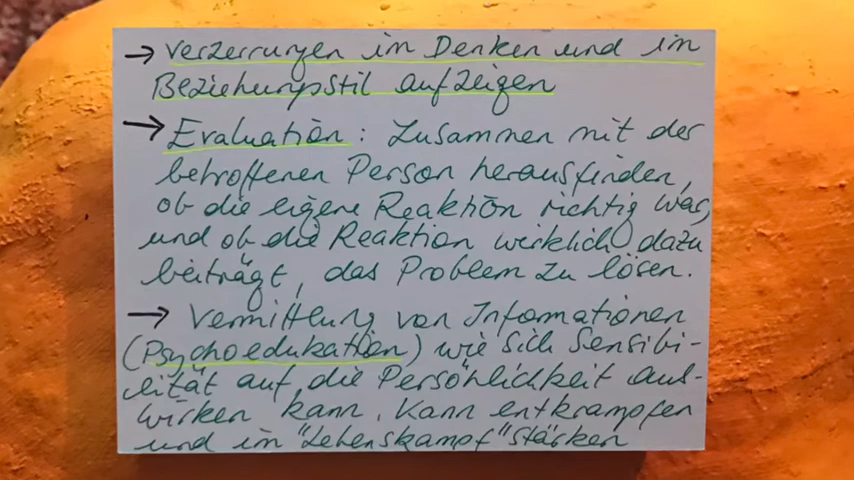 → Verzerrungen im Denken und im
Beziehungsstil aufzeigen
→ Evaluation: Zusammen mit der
betroffenen Person herausfinden,
ob die eigene Reaktion richtig war,
und ob die Reaktion wirklich dazu
beiträgt, das Problem zu lösen.
→ Vermittlung von Informationen
(Psychoedukation) wie sich Sensibi-
lität auf die Persönlichkeit aus-
wirken kann. Kann entkrampfen
und im "Lebenskampf" stärken